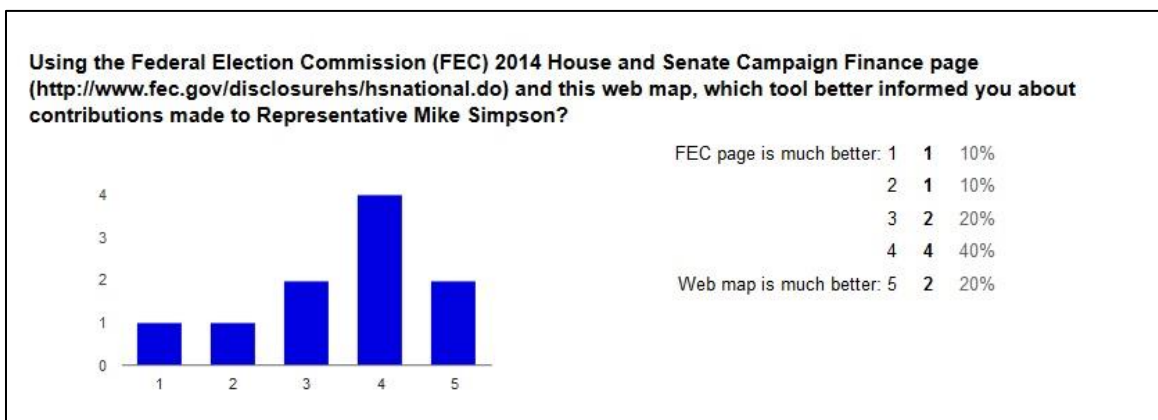 Using the Federal Election Commission (FEC) 2014 House and Senate Campaign Finance page
(http://www.fec.gov/disclosurehs/hsnational.do) and this web map, which tool better informed you about
contributions made to Representative Mike Simpson?
FEC page is much better: 1 1 10%
2 1 10%
3 2 20%
4 4 40%
Web map is much better: 5 2 20%
4
3
2
1
0
1 2 3 4 5